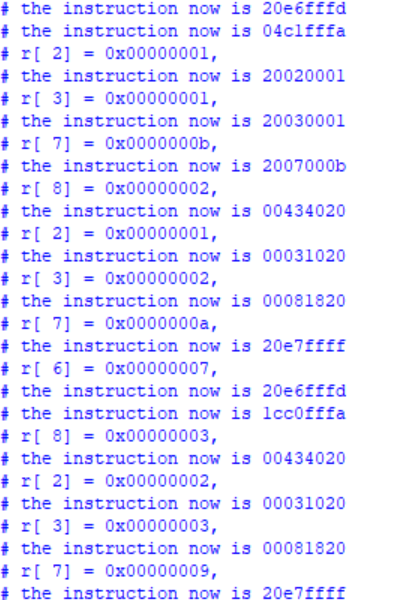 # the instruction now is 20e6fffd
# the instruction now is 04c1fffa
# r[ 2] = 0x00000001,
# the instruction now is 20020001
# r[ 3] = 0x00000001,
# the instruction now is 20030001
# r[ 7] = 0x0000000b,
# the instruction now is 2007000b
# r[ 8] = 0x00000002,
# the instruction now is 00434020
# r[ 2] = 0x00000001,
# the instruction now is 00031020
# r[ 3] = 0x00000002,
# the instruction now is 00081820
# r[ 7] = 0x0000000a,
# the instruction now is 20e7ffff
# r[ 6] = 0x00000007,
# the instruction now is 20e6fffd
# the instruction now is 1cc0fffa
# r[ 8] = 0x00000003,
# the instruction now is 00434020
# r[ 2] = 0x00000002,
# the instruction now is 00031020
# r[ 3] = 0x00000003,
# the instruction now is 00081820
# r[ 7] = 0x00000009,
# the instruction now is 20e7ffff